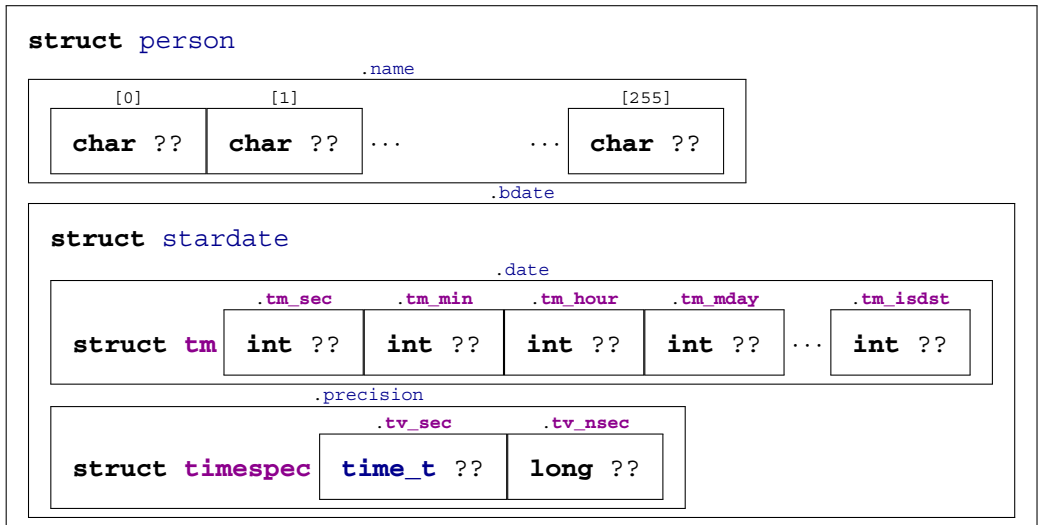 struct person
.name
[0] [1] [255]
char ?? char ?? ... ... char ??
.bdate
struct stardate
.date
.tm_sec .tm_min .tm_hour .tm_mday .tm_isdst
struct tm int ?? int ?? int ?? int ?? ... int ??
.precision
.tv_sec .tv_nsec
struct timespec time_t ?? long ??